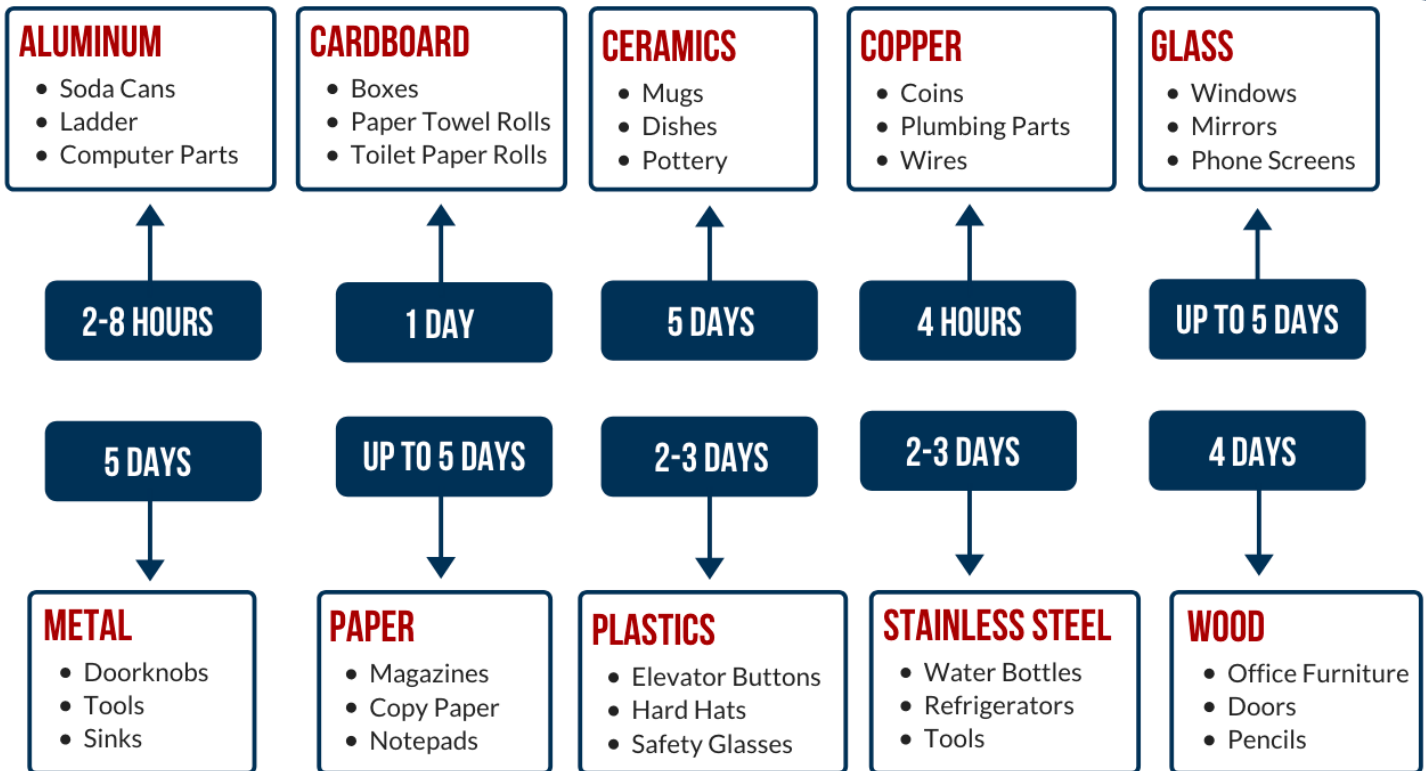 ALUMINUM
• Soda Cans
• Ladder
• Computer Parts
CARDBOARD
• Boxes
• Paper Towel Rolls
• Toilet Paper Rolls
CERAMICS
• Mugs
• Dishes
• Pottery
COPPER
• Coins
• Plumbing Parts
• Wires
GLASS
• Windows
• Mirrors
• Phone Screens
2-8 HOURS
1 DAY
5 DAYS
4 HOURS
UP TO 5 DAYS
5 DAYS
UP TO 5 DAYS
2-3 DAYS
2-3 DAYS
4 DAYS
METAL
• Doorknobs
• Tools
• Sinks
PAPER
• Magazines
• Copy Paper
• Notepads
PLASTICS
• Elevator Buttons
• Hard Hats
• Safety Glasses
STAINLESS STEEL
• Water Bottles
• Refrigerators
• Tools
WOOD
• Office Furniture
• Doors
• Pencils